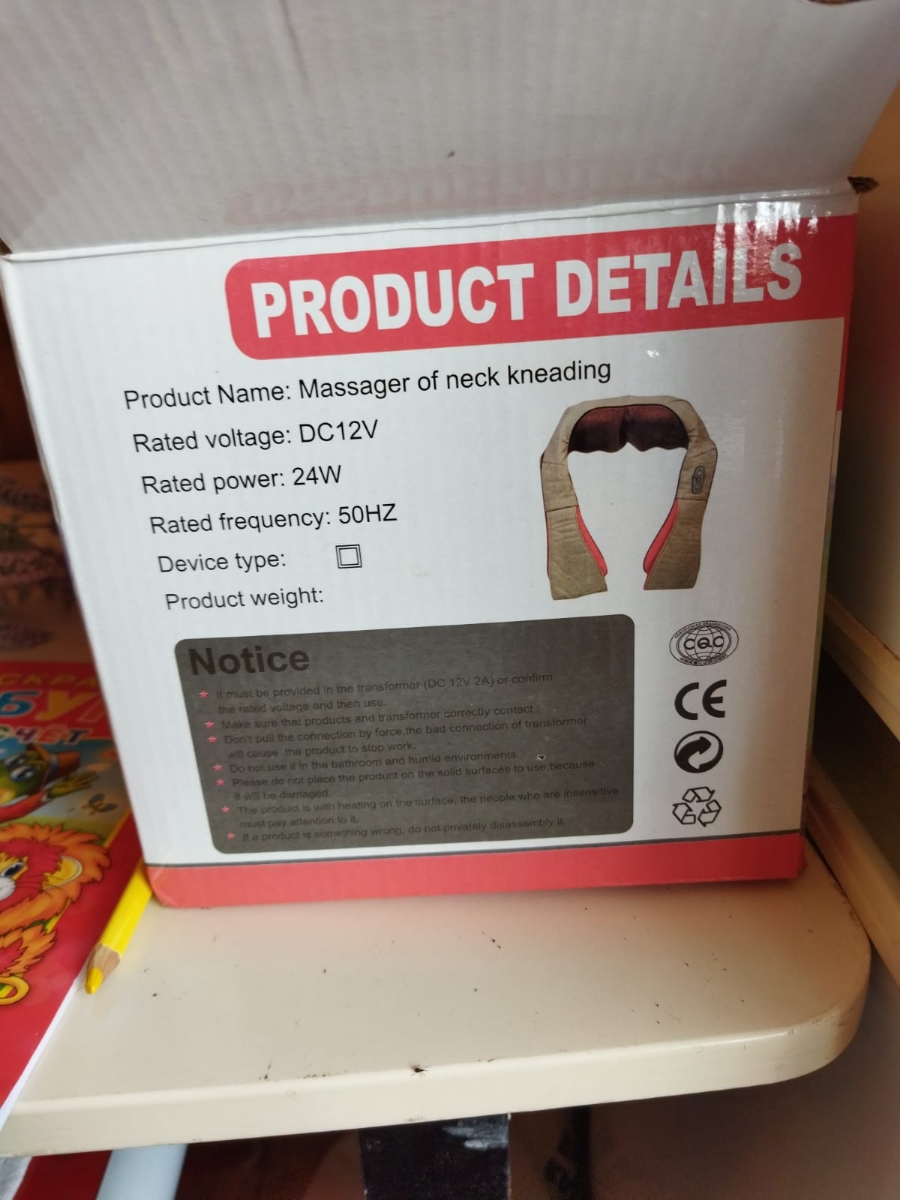 PRODUCT DETAILS
Product Name: Massager of neck kneading
Rated voltage: DC12V
Rated power: 24W
Rated frequency: 50HZ
Device type:
Product weight:
Notice
It must be provided in the transformer (DC 12V 2A) or confirm
the rated voltage and then use.
Make sure that products and transformer correctly contact.
Don't pull the connection by force,the bad connection of transformor
will cause the product to stop work.
Do not use it in the bathroom and humid environments
Please do not place the product on the solid surfaces to use,because
it will be damaged.
The product is with heating on the surface, the people who are insensitive
must pay attention to it.
If a product is something wrong, do not privately disassembly it.
CQC
CE